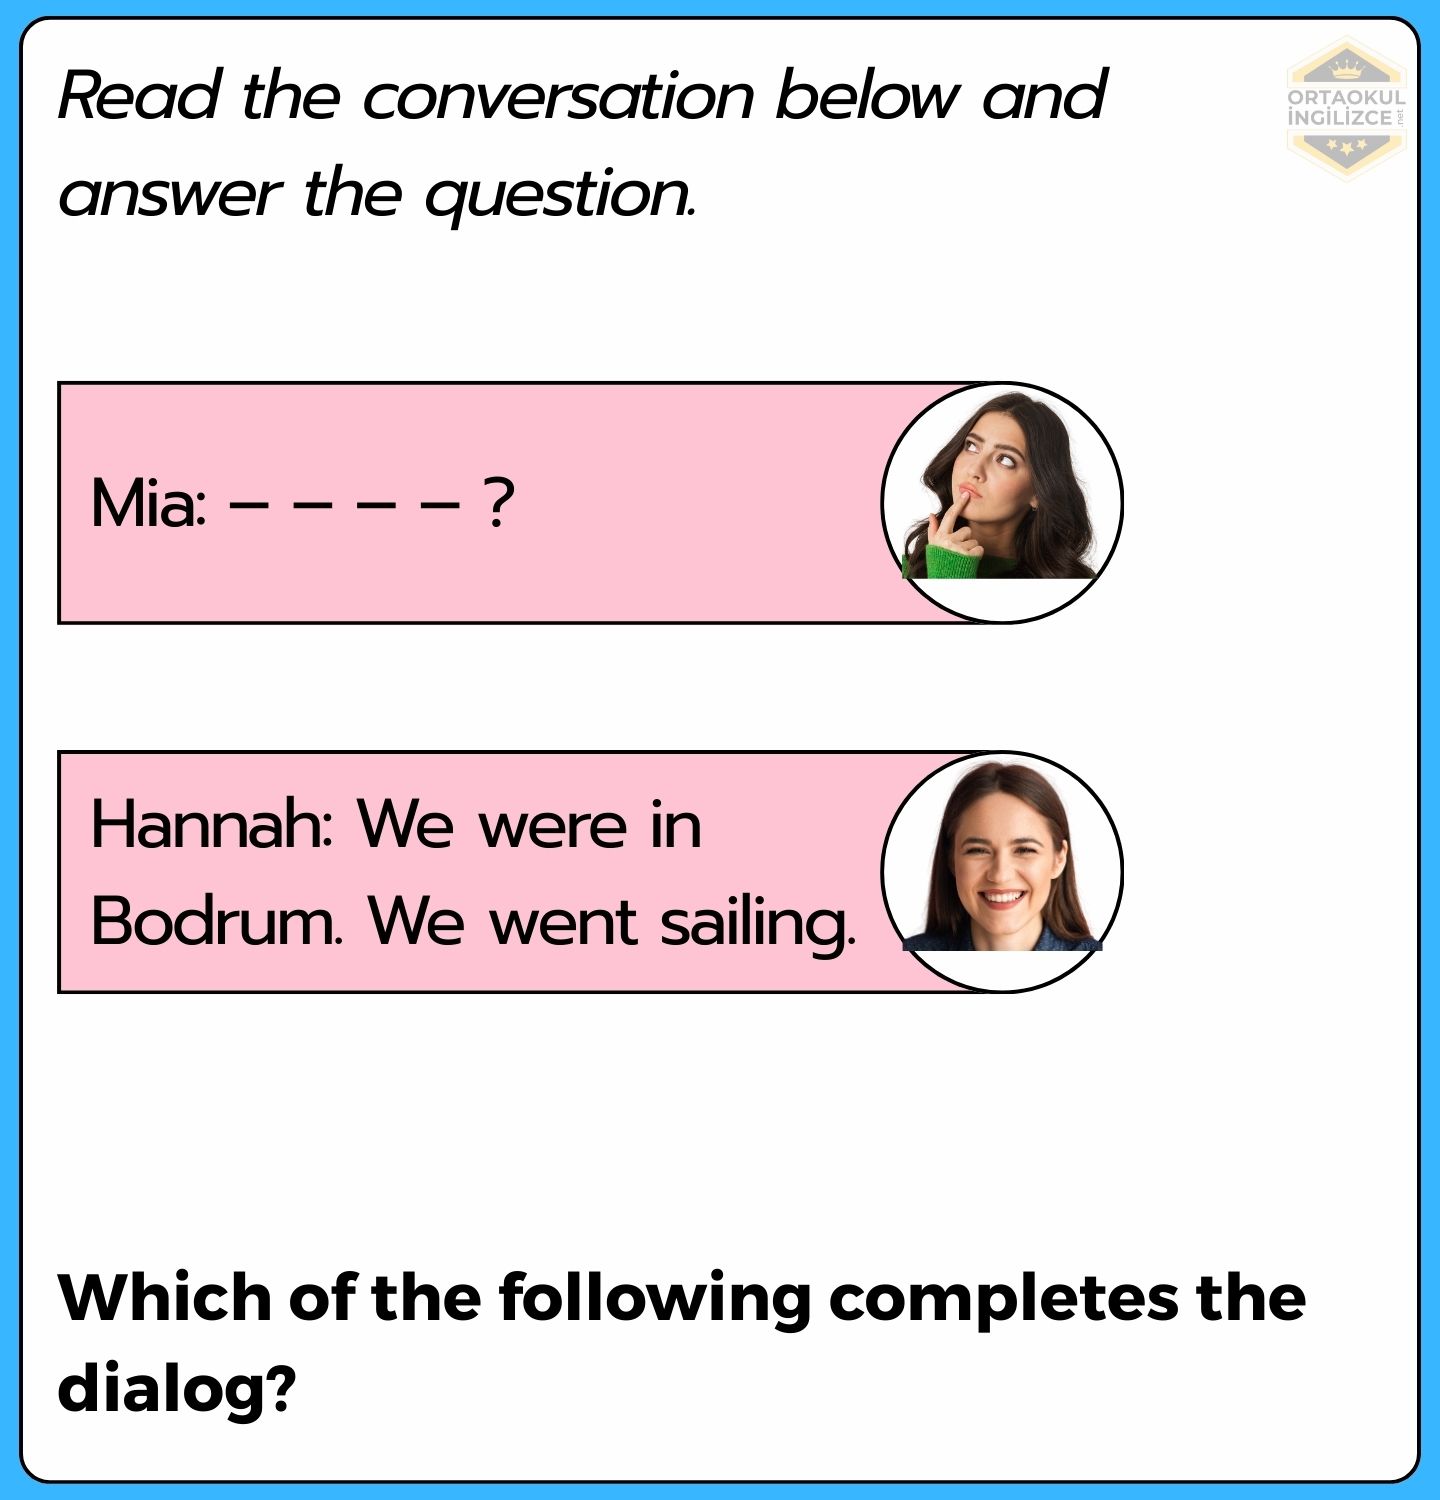 Read the conversation below and
answer the question.
ORTAOKUL
İNGİLİZCE
.net
Mia: – – – – ?
Hannah: We were in
Bodrum. We went sailing.
Which of the following completes the
dialog?